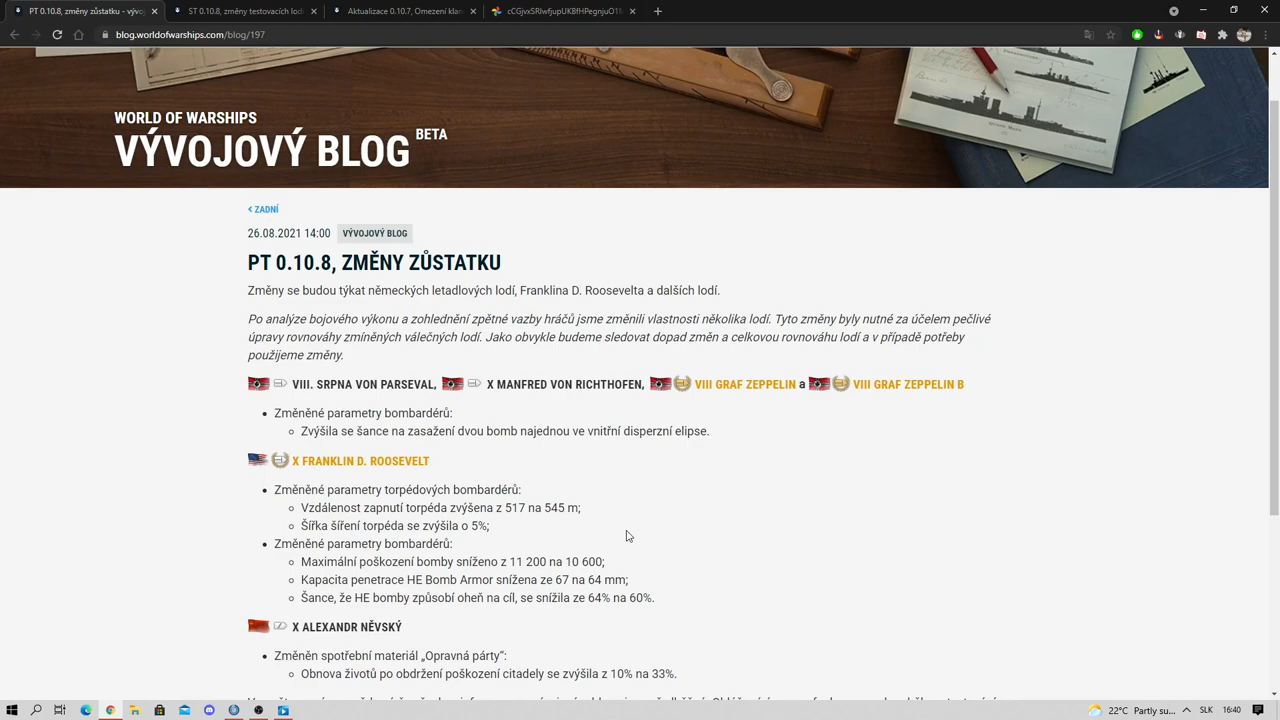 PT 0.10.8, změny zůstatku - vývoj
ST 0.10.8, změny testovacích lodí
Aktualizace 0.10.7, Omezení klan
cCGjvxSRlwfjupUKBfHPegnjuO1
blog.worldofwarships.com/blog/197
WORLD OF WARSHIPS
VÝVOJOVÝ BLOG BETA
< ZADNÍ
26.08.2021 14:00 VÝVOJOVÝ BLOG
PT 0.10.8, ZMĚNY ZŮSTATKU
Změny se budou týkat německých letadlových lodí, Franklina D. Roosevelta a dalších lodí.
Po analýze bojového výkonu a zohlednění zpětné vazby hráčů jsme změnili vlastnosti několika lodí. Tyto změny byly nutné za účelem pečlivé
úpravy rovnováhy zmíněných válečných lodí. Jako obvykle budeme sledovat dopad změn a celkovou rovnováhu lodí a v případě potřeby
použijeme změny.
VIII. SRPNA VON PARSEVAL, X MANFRED VON RICHTHOFEN, VIII GRAF ZEPPELIN a VIII GRAF ZEPPELIN B
Změněné parametry bombardérů:
Zvýšila se šance na zasažení dvou bomb najednou ve vnitřní disperzní elipse.
X FRANKLIN D. ROOSEVELT
Změněné parametry torpédových bombardérů:
Vzdálenost zapnutí torpéda zvýšena z 517 na 545 m;
Šířka šíření torpéda se zvýšila o 5%;
Změněné parametry bombardérů:
Maximální poškození bomby sníženo z 11 200 na 10 600;
Kapacita penetrace HE Bomb Armor snížena ze 67 na 64 mm;
Šance, že HE bomby způsobí oheň na cíl, se snížila ze 64% na 60%.
X ALEXANDR NĚVSKÝ
Změněn spotřební materiál „Opravná párty“:
Obnova životů po obdržení poškození citadely se zvýšila z 10% na 33%.
22°C Partly su... SLK 16:40